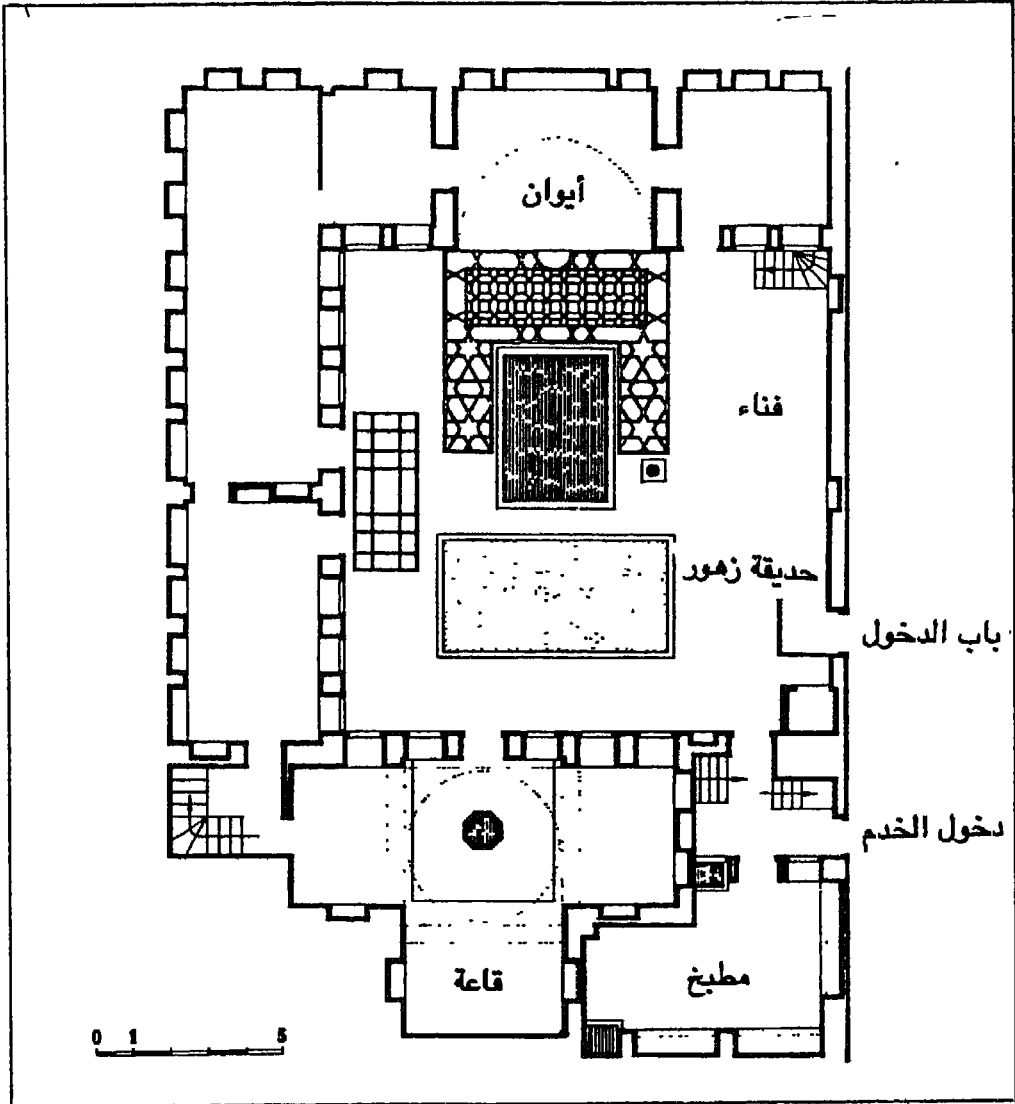 أيوان
فناء
حديقة زهور
باب الدخول
دخول الخدم
قاعة
مطبخ
0 1 5